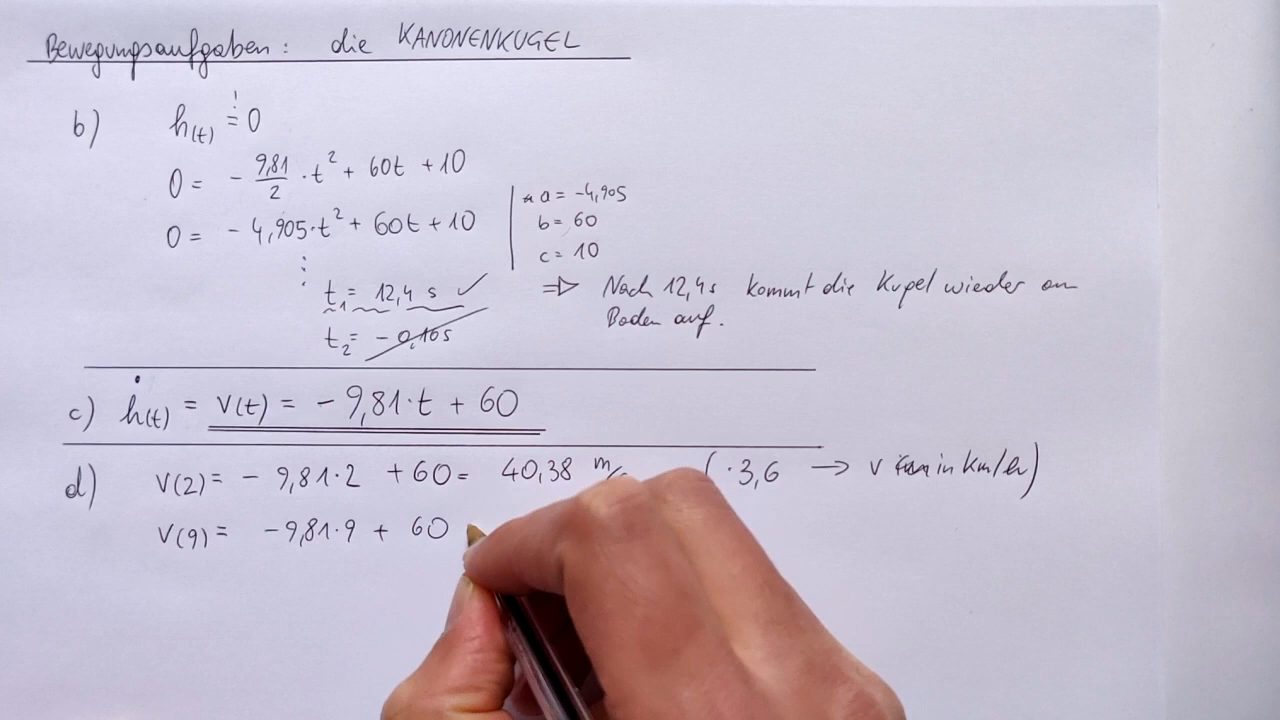 Bewegungsaufgaben: die KANONENKUGEL
b) h(t) =! 0
0 = - 9,81/2 · t² + 60t + 10
0 = - 4,905·t² + 60t + 10
a = -4,905
b = 60
c = 10
⋮
t₁ = 12,4 s ✓
t₂ = - 0,16s
⇒ Nach 12,4s kommt die Kugel wieder am
Boden auf.
c) ḣ(t) = v(t) = - 9,81·t + 60
d) v(2) = - 9,81·2 + 60 = 40,38 m/ ( ·3,6 → v in km/h)
v(9) = -9,81·9 + 60